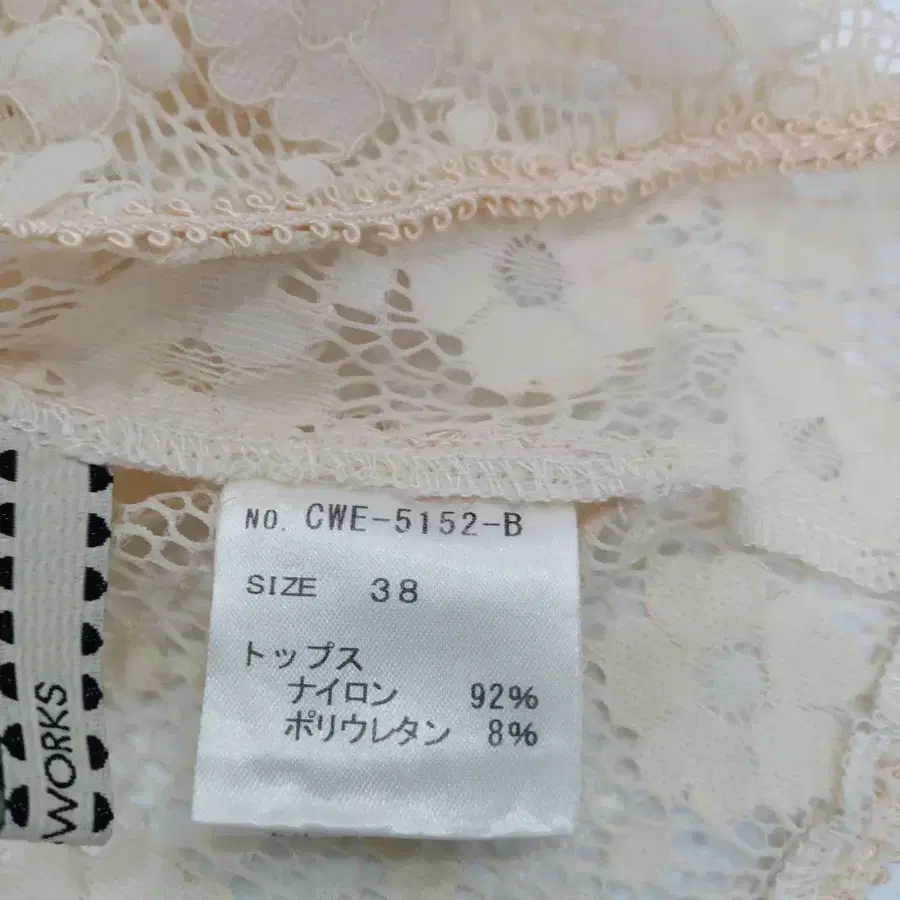 NO. CWE-5152-B
SIZE 38
トップス
ナイロン 92%
ポリウレタン 8%
WORKS